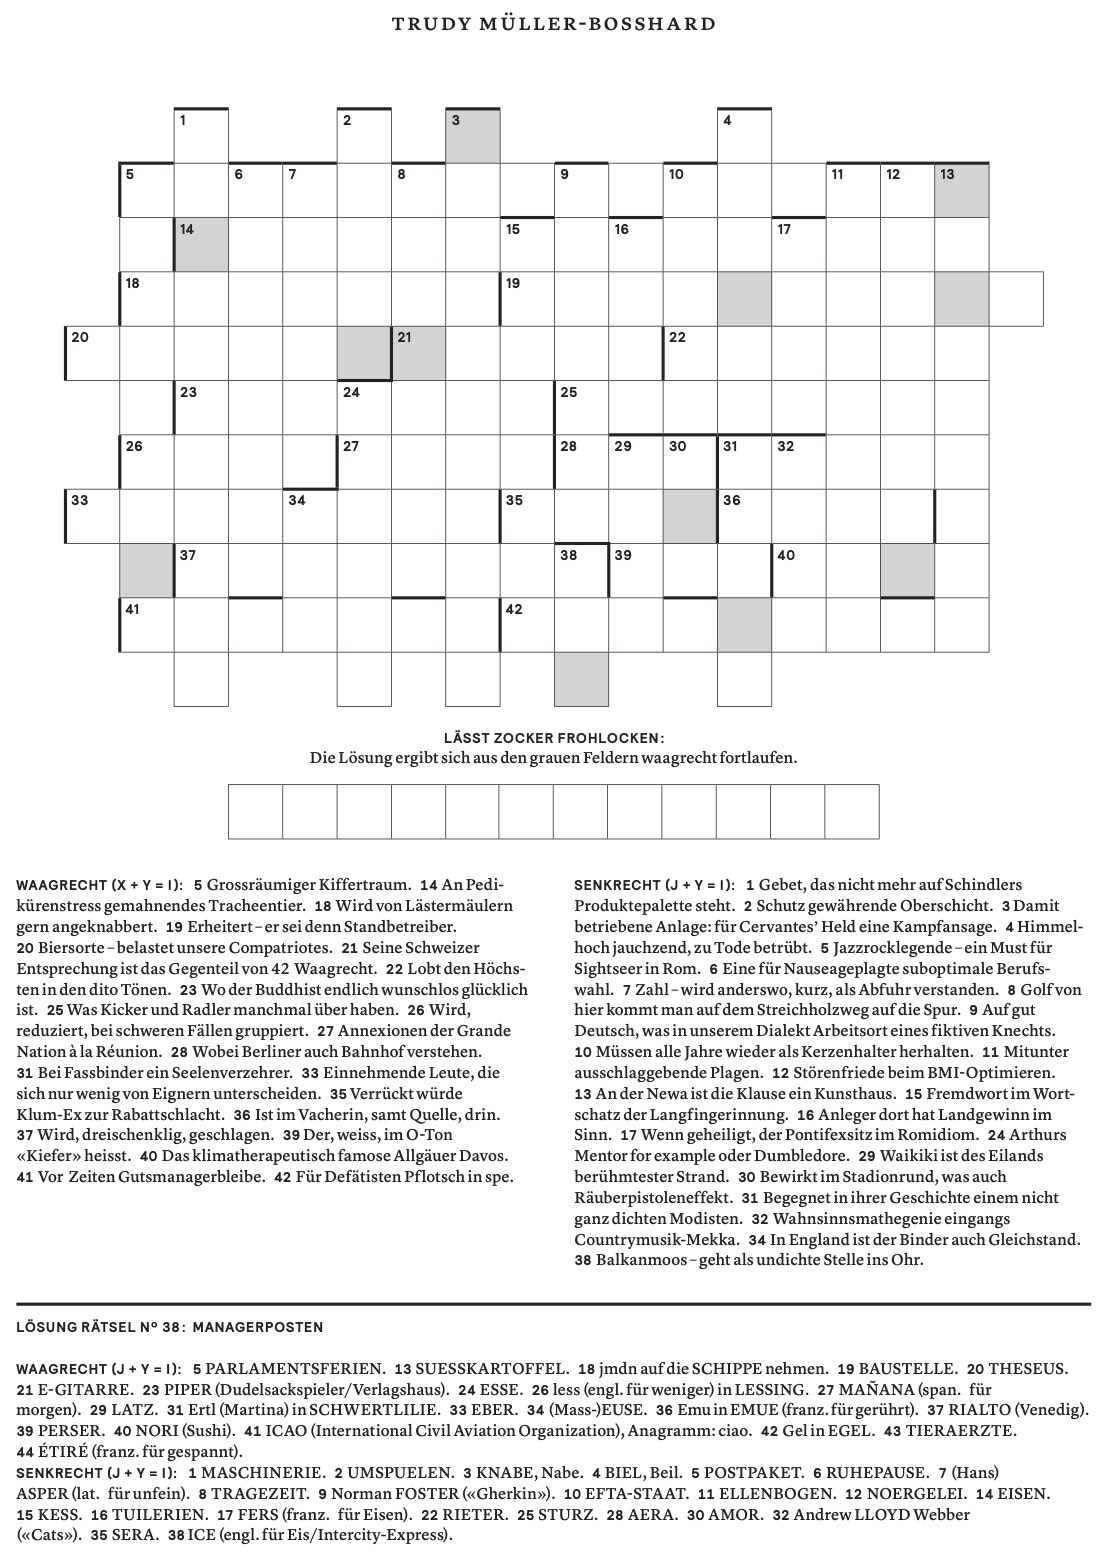 TRUDY MÜLLER-BOSSHARD
1 2 3 4
5 6 7 8 9 10 11 12 13
14 15 16 17
18 19
20 21 22
23 24 25
26 27 28 29 30 31 32
33 34 35 36
37 38 39 40
41 42
LÄSST ZOCKER FROHLOCKEN:
Die Lösung ergibt sich aus den grauen Feldern waagrecht fortlaufen.
WAAGRECHT (X + Y = I): 5 Grossräumiger Kiffertraum. 14 An Pedi-
kürenstress gemahnendes Tracheentier. 18 Wird von Lästermäulern
gern angeknabbert. 19 Erheitert – er sei denn Standbetreiber.
20 Biersorte – belastet unsere Compatriotes. 21 Seine Schweizer
Entsprechung ist das Gegenteil von 42 Waagrecht. 22 Lobt den Höchs-
ten in den dito Tönen. 23 Wo der Buddhist endlich wunschlos glücklich
ist. 25 Was Kicker und Radler manchmal über haben. 26 Wird,
reduziert, bei schweren Fällen gruppiert. 27 Annexionen der Grande
Nation à la Réunion. 28 Wobei Berliner auch Bahnhof verstehen.
31 Bei Fassbinder ein Seelenverzehrer. 33 Einnehmende Leute, die
sich nur wenig von Eignern unterscheiden. 35 Verrückt würde
Klum-Ex zur Rabattschlacht. 36 Ist im Vacherin, samt Quelle, drin.
37 Wird, dreischenklig, geschlagen. 39 Der, weiss, im O-Ton
«Kiefer» heisst. 40 Das klimatherapeutisch famose Allgäuer Davos.
41 Vor Zeiten Gutsmanagerbleibe. 42 Für Defätisten Pflotsch in spe.
SENKRECHT (J + Y = I): 1 Gebet, das nicht mehr auf Schindlers
Produktepalette steht. 2 Schutz gewährende Oberschicht. 3 Damit
betriebene Anlage: für Cervantes’ Held eine Kampfansage. 4 Himmel-
hoch jauchzend, zu Tode betrübt. 5 Jazzrocklegende – ein Must für
Sightseer in Rom. 6 Eine für Nauseageplagte suboptimale Berufs-
wahl. 7 Zahl – wird anderswo, kurz, als Abfuhr verstanden. 8 Golf von
hier kommt man auf dem Streichholzweg auf die Spur. 9 Auf gut
Deutsch, was in unserem Dialekt Arbeitsort eines fiktiven Knechts.
10 Müssen alle Jahre wieder als Kerzenhalter herhalten. 11 Mitunter
ausschlaggebende Plagen. 12 Störenfriede beim BMI-Optimieren.
13 An der Newa ist die Klause ein Kunsthaus. 15 Fremdwort im Wort-
schatz der Langfingerinnung. 16 Anleger dort hat Landgewinn im
Sinn. 17 Wenn geheiligt, der Pontifexsitz im Romidiom. 24 Arthurs
Mentor for example oder Dumbledore. 29 Waikiki ist des Eilands
berühmtester Strand. 30 Bewirkt im Stadionrund, was auch
Räuberpistoleneffekt. 31 Begegnet in ihrer Geschichte einem nicht
ganz dichten Modisten. 32 Wahnsinnsmathegenie eingangs
Countrymusik-Mekka. 34 In England ist der Binder auch Gleichstand.
38 Balkanmoos – geht als undichte Stelle ins Ohr.
LÖSUNG RÄTSEL Nº 38: MANAGERPOSTEN
WAAGRECHT (J + Y = I): 5 PARLAMENTSFERIEN. 13 SUESSKARTOFFEL. 18 jmdn auf die SCHIPPE nehmen. 19 BAUSTELLE. 20 THESEUS.
21 E-GITARRE. 23 PIPER (Dudelsackspieler/Verlagshaus). 24 ESSE. 26 less (engl. für weniger) in LESSING. 27 MAÑANA (span. für
morgen). 29 LATZ. 31 Ertl (Martina) in SCHWERTLILIE. 33 EBER. 34 (Mass-)EUSE. 36 Emu in EMUE (franz. für gerührt). 37 RIALTO (Venedig).
39 PERSER. 40 NORI (Sushi). 41 ICAO (International Civil Aviation Organization), Anagramm: ciao. 42 Gel in EGEL. 43 TIERAERZTE.
44 ÉTIRÉ (franz. für gespannt).
SENKRECHT (J + Y = I): 1 MASCHINERIE. 2 UMSPUELEN. 3 KNABE, Nabe. 4 BIEL, Beil. 5 POSTPAKET. 6 RUHEPAUSE. 7 (Hans)
ASPER (lat. für unfein). 8 TRAGEZEIT. 9 Norman FOSTER («Gherkin»). 10 EFTA-STAAT. 11 ELLENBOGEN. 12 NOERGELEI. 14 EISEN.
15 KESS. 16 TUILERIEN. 17 FERS (franz. für Eisen). 22 RIETER. 25 STURZ. 28 AERA. 30 AMOR. 32 Andrew LLOYD Webber
(«Cats»). 35 SERA. 38 ICE (engl. für Eis/Intercity-Express).